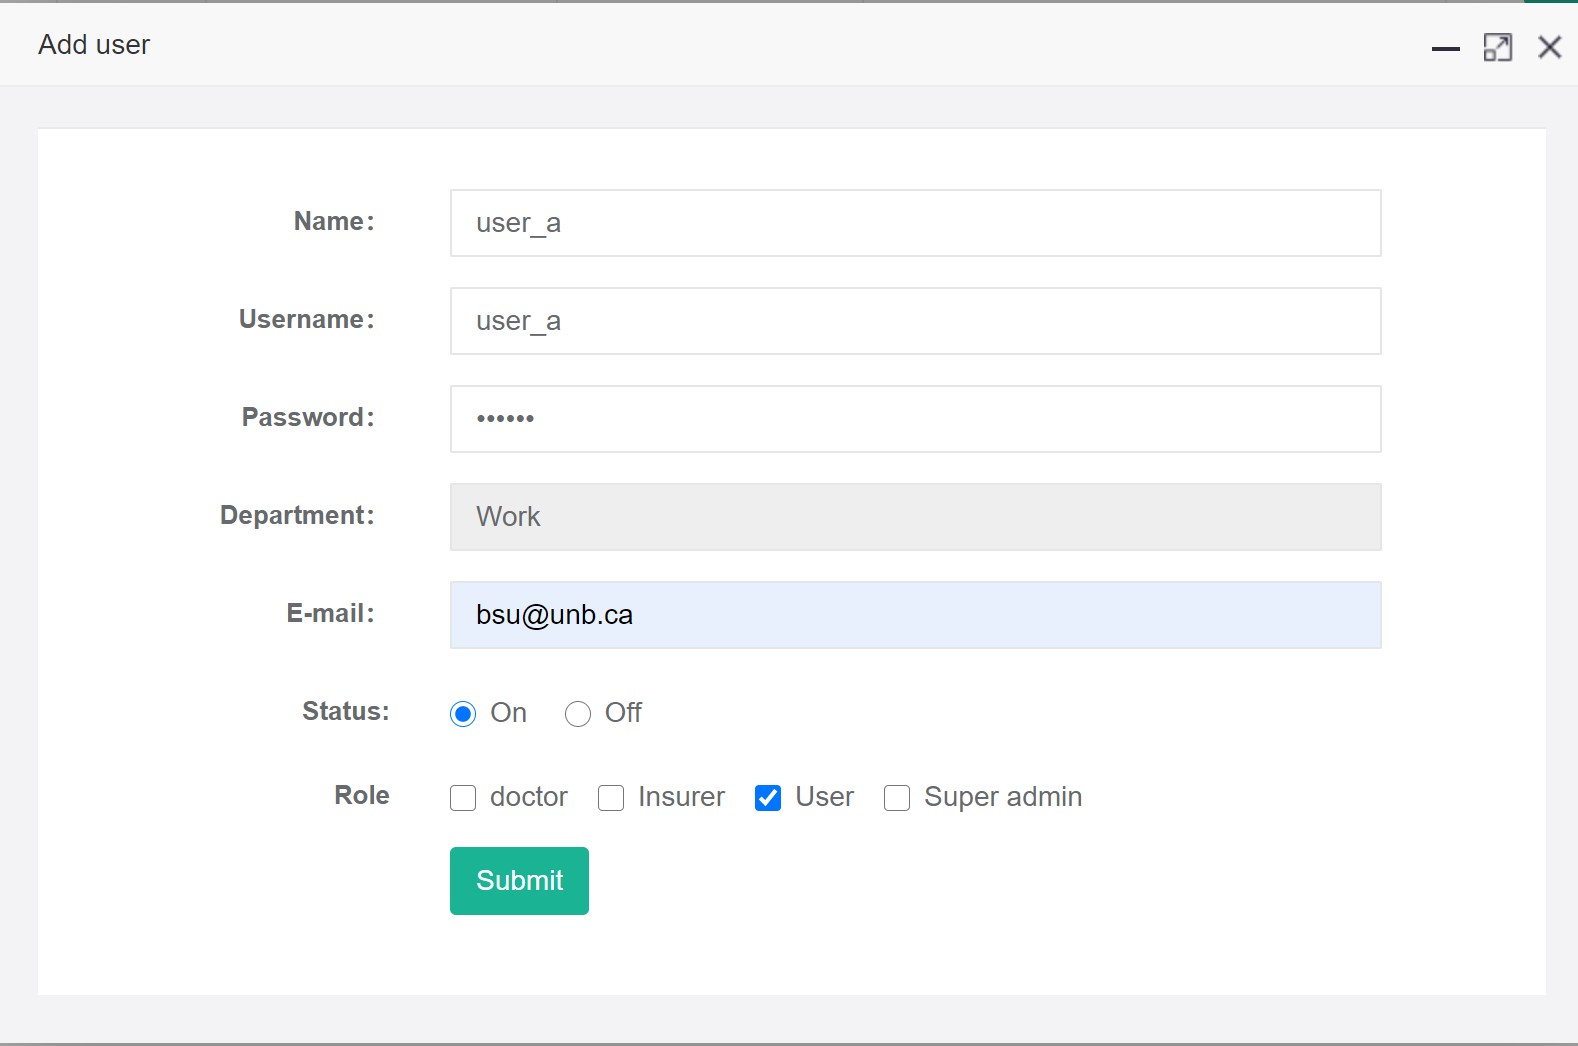 Add user
Name: user_a
Username: user_a
Password: ••••••
Department: Work
E-mail: bsu@unb.ca
Status: On Off
Role doctor Insurer User Super admin
Submit